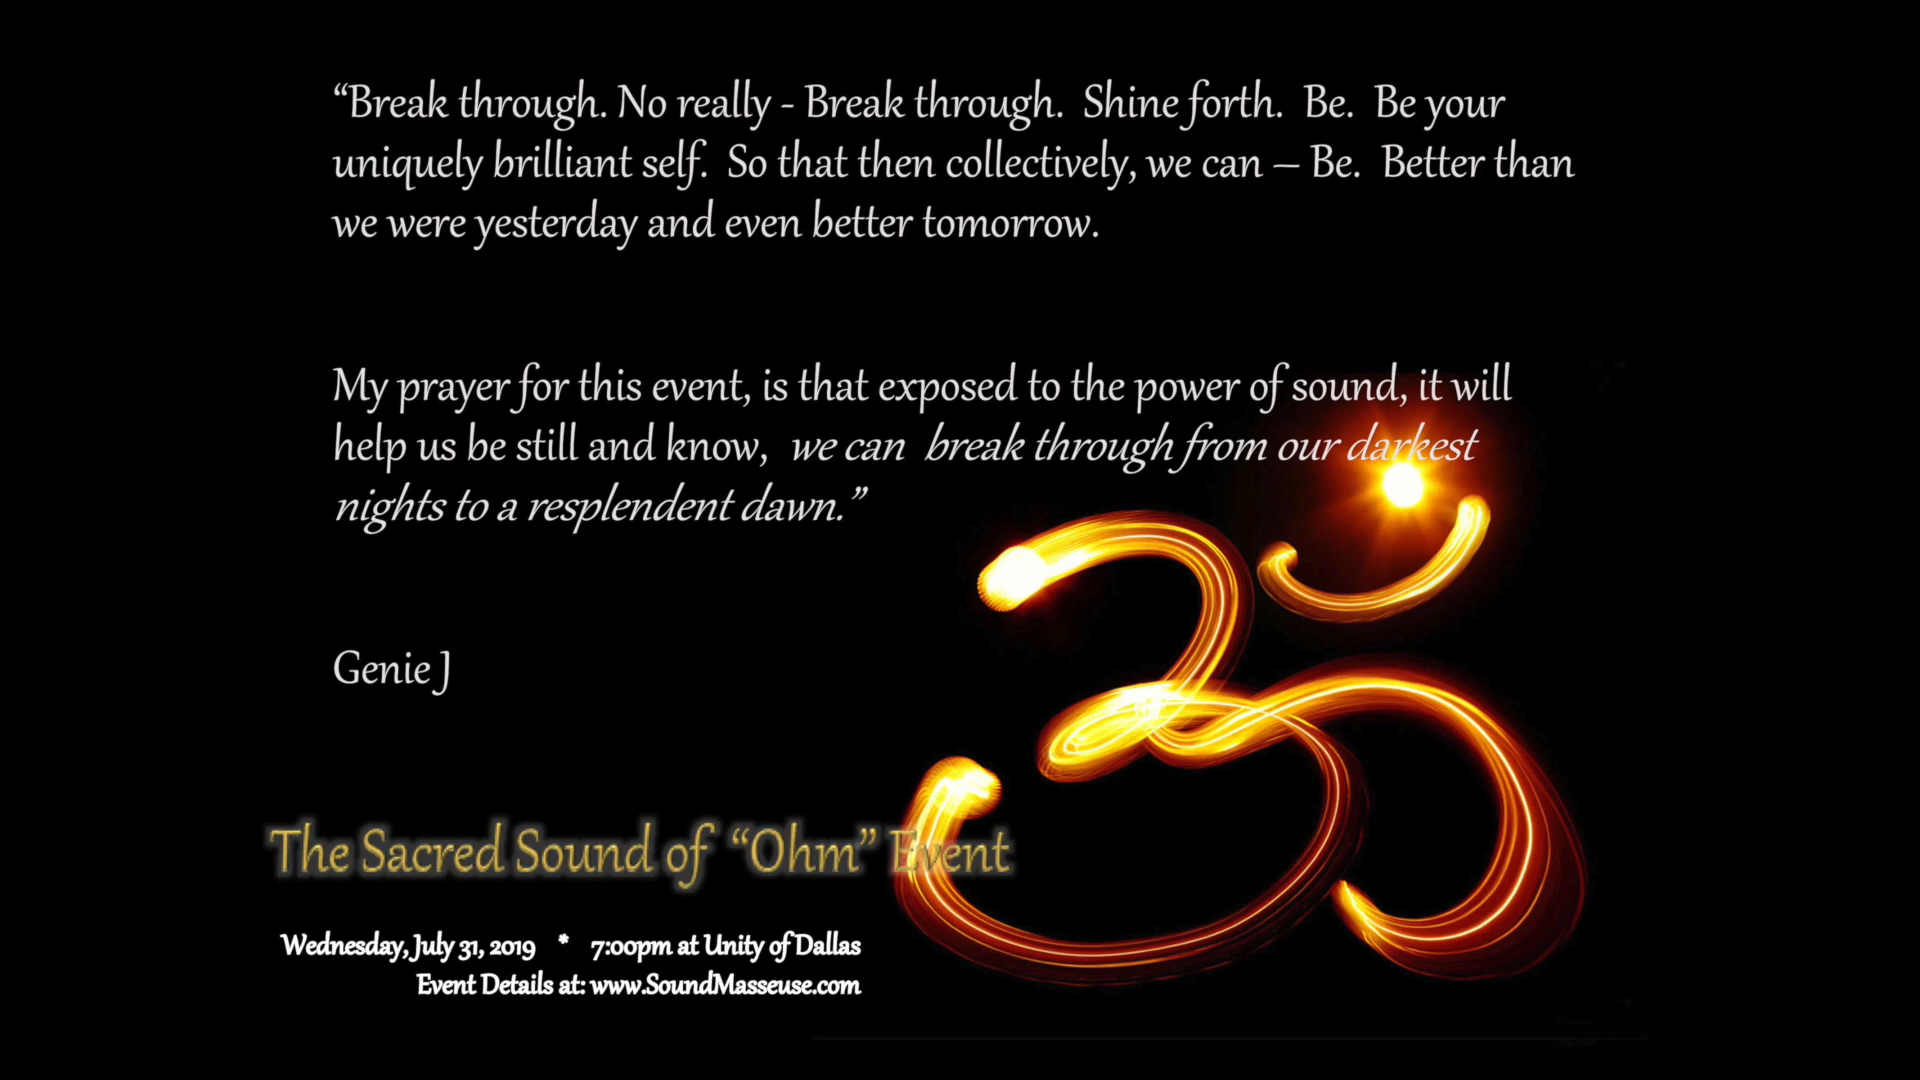 “Break through. No really - Break through.  Shine forth.  Be.  Be your
uniquely brilliant self.  So that then collectively, we can – Be.  Better than
we were yesterday and even better tomorrow.
My prayer for this event, is that exposed to the power of sound, it will
help us be still and know,  we can  break through from our darkest
nights to a resplendent dawn.”
Genie J
The Sacred Sound of “Ohm” Event
Wednesday, July 31, 2019   *   7:00pm at Unity of Dallas
Event Details at: www.SoundMasseuse.com